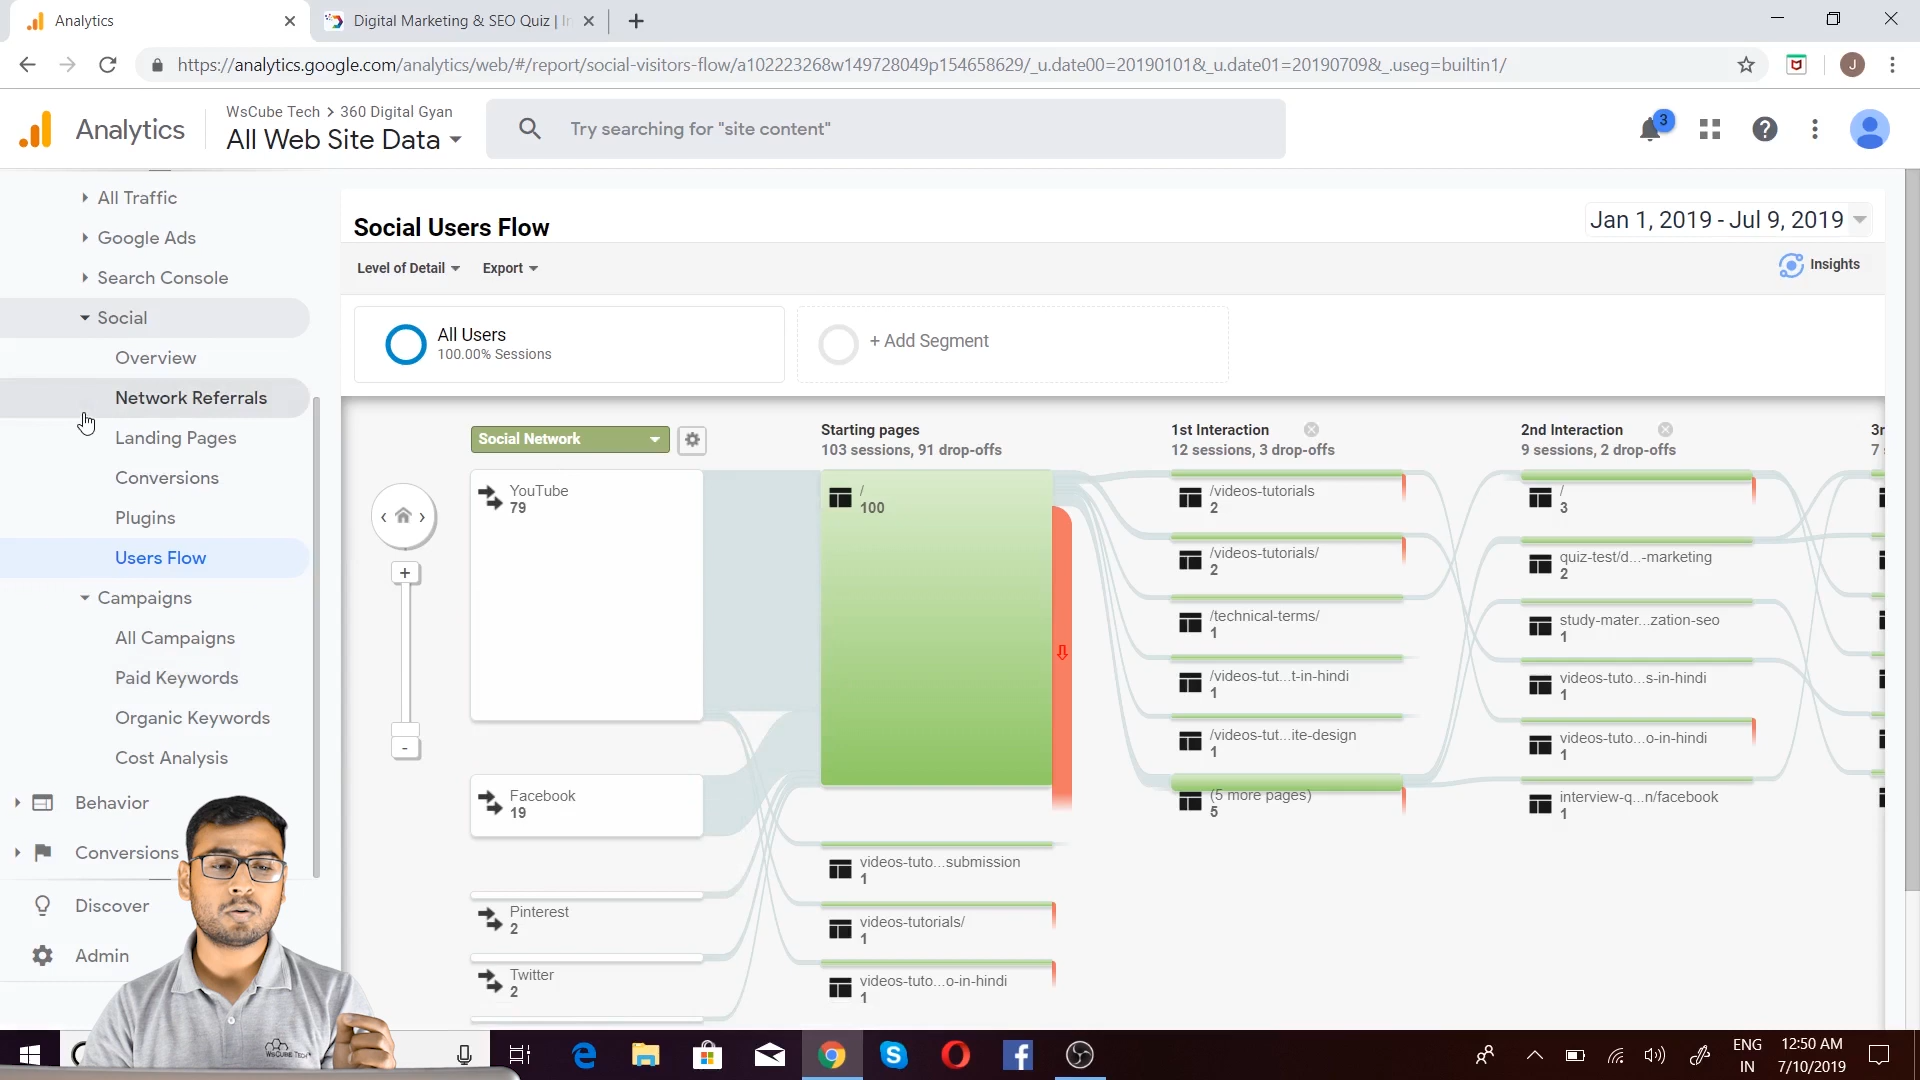 Analytics
Digital Marketing & SEO Quiz | In
https://analytics.google.com/analytics/web/#/report/social-visitors-flow/a102223268w149728049p154658629/_u.date00=20190101&_u.date01=20190709&_.useg=builtin1/
J
Analytics
WsCube Tech > 360 Digital Gyan
All Web Site Data
Try searching for "site content"
3
All Traffic
Google Ads
Search Console
Social
Overview
Network Referrals
Landing Pages
Conversions
Plugins
Users Flow
Campaigns
All Campaigns
Paid Keywords
Organic Keywords
Cost Analysis
Behavior
Conversions
Discover
Admin
Social Users Flow
Jan 1, 2019 - Jul 9, 2019
Level of Detail
Export
Insights
All Users
100.00% Sessions
+ Add Segment
Social Network
YouTube
79
Facebook
19
Pinterest
2
Twitter
2
Starting pages
103 sessions, 91 drop-offs
/
100
videos-tuto...submission
1
videos-tutorials/
1
videos-tuto...o-in-hindi
1
1st Interaction
12 sessions, 3 drop-offs
/videos-tutorials
2
/videos-tutorials/
2
/technical-terms/
1
/videos-tut...t-in-hindi
1
/videos-tut...ite-design
1
(5 more pages)
5
2nd Interaction
9 sessions, 2 drop-offs
/
3
quiz-test/d...-marketing
2
study-mater...zation-seo
1
videos-tuto...s-in-hindi
1
videos-tuto...o-in-hindi
1
interview-q...n/facebook
1
3r
7
WsCube Tech
ENG
IN
12:50 AM
7/10/2019